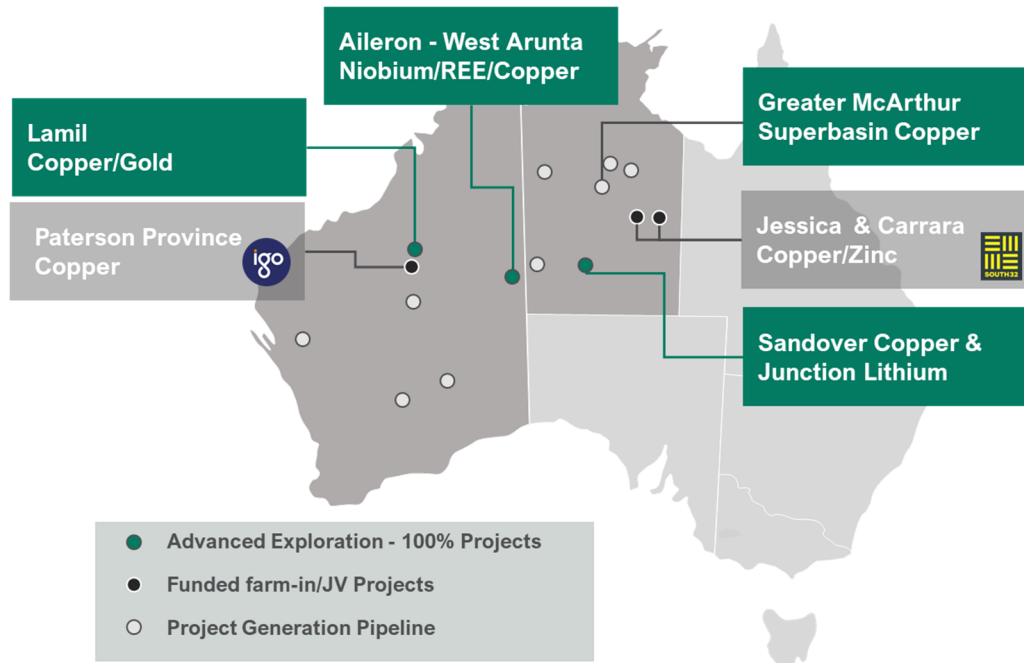 Aileron - West Arunta
Niobium/REE/Copper
Lamil
Copper/Gold
Greater McArthur
Superbasin Copper
Paterson Province
Copper
igo
Jessica & Carrara
Copper/Zinc
SOUTH32
Sandover Copper &
Junction Lithium
Advanced Exploration - 100% Projects
Funded farm-in/JV Projects
Project Generation Pipeline